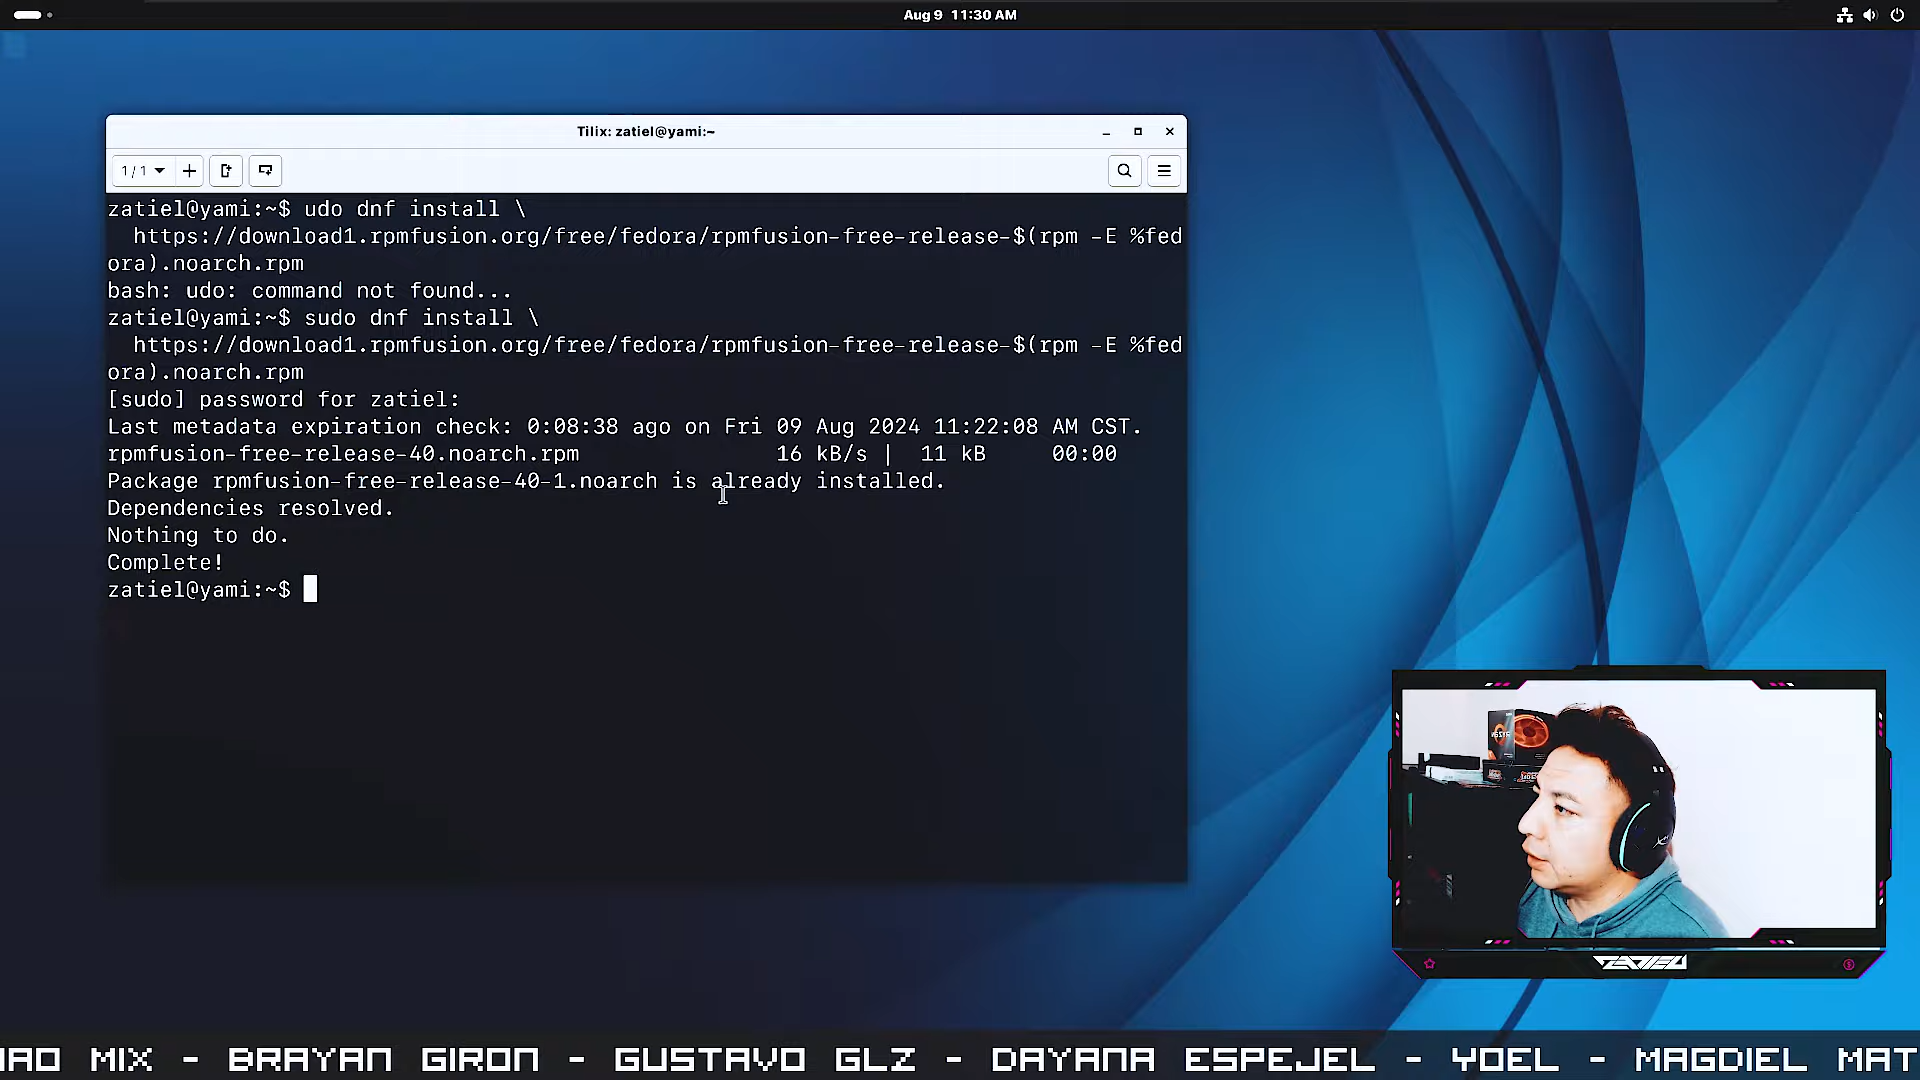 Aug 9 11:30 AM
Tilix: zatiel@yami:~
1 / 1
zatiel@yami:~$ udo dnf install \
https://download1.rpmfusion.org/free/fedora/rpmfusion-free-release-$(rpm -E %fed
ora).noarch.rpm
bash: udo: command not found...
zatiel@yami:~$ sudo dnf install \
https://download1.rpmfusion.org/free/fedora/rpmfusion-free-release-$(rpm -E %fed
ora).noarch.rpm
[sudo] password for zatiel:
Last metadata expiration check: 0:08:38 ago on Fri 09 Aug 2024 11:22:08 AM CST.
rpmfusion-free-release-40.noarch.rpm 16 kB/s | 11 kB 00:00
Package rpmfusion-free-release-40-1.noarch is already installed.
Dependencies resolved.
Nothing to do.
Complete!
zatiel@yami:~$
MIX - BRAYAN GIRON - GUSTAVO GLZ - DAYANA ESPEJEL - YOEL - MAGDIEL MAT